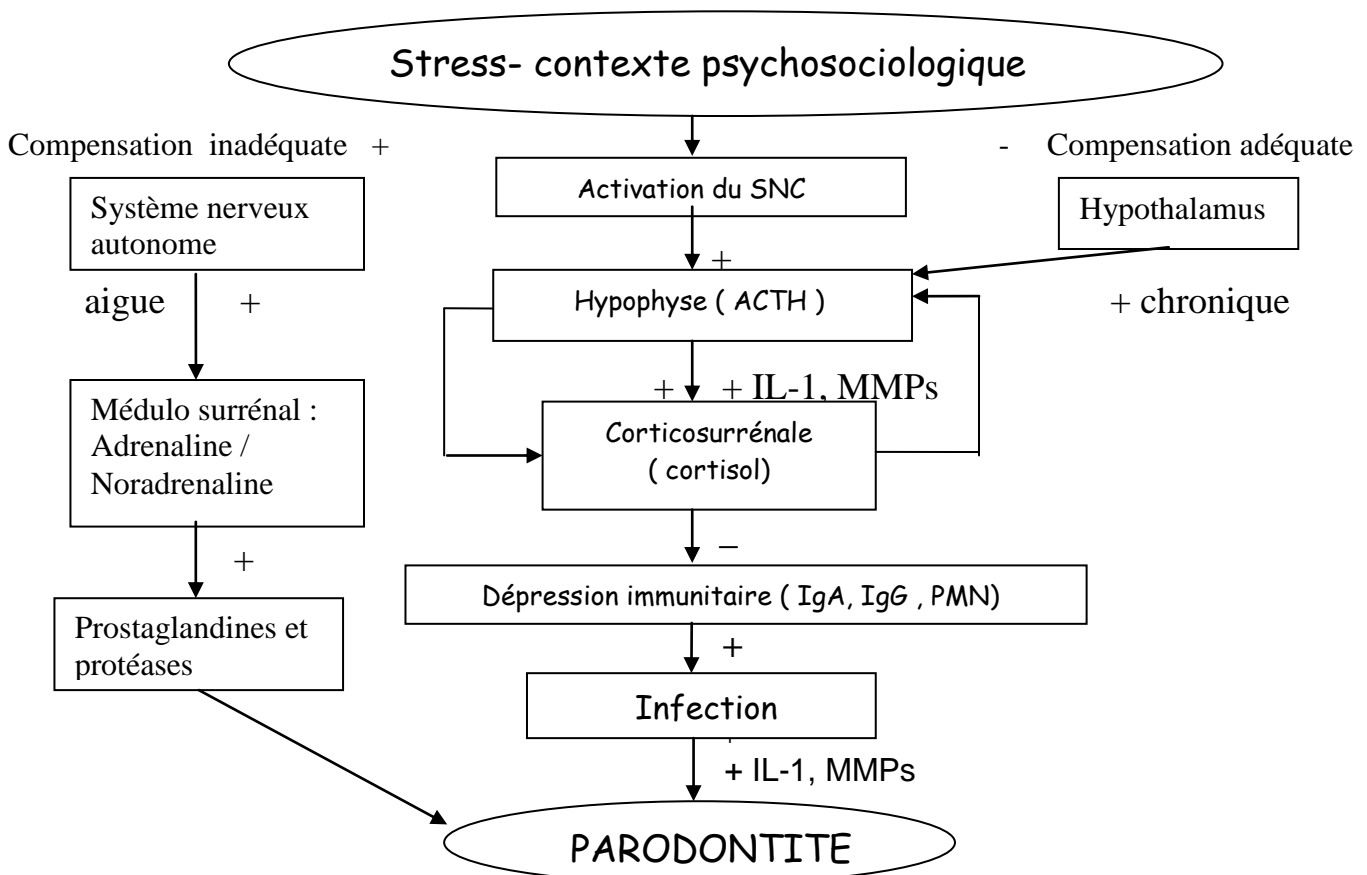 Stress- contexte psychosociologique
Compensation inadéquate +
- Compensation adéquate
Activation du SNC
Système nerveux
autonome
Hypothalamus
+
aigue +
Hypophyse ( ACTH )
+ chronique
+ + IL-1, MMPs
Médulo surrénal :
Adrenaline /
Noradrenaline
Corticosurrénale
( cortisol)
–
+
Dépression immunitaire ( IgA, IgG , PMN)
Prostaglandines et
protéases
+
Infection
+ IL-1, MMPs
PARODONTITE